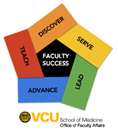 DISCOVER
SERVE
LEAD
ADVANCE
TEACH
FACULTY
SUCCESS
VCU
School of Medicine
Office of Faculty Affairs